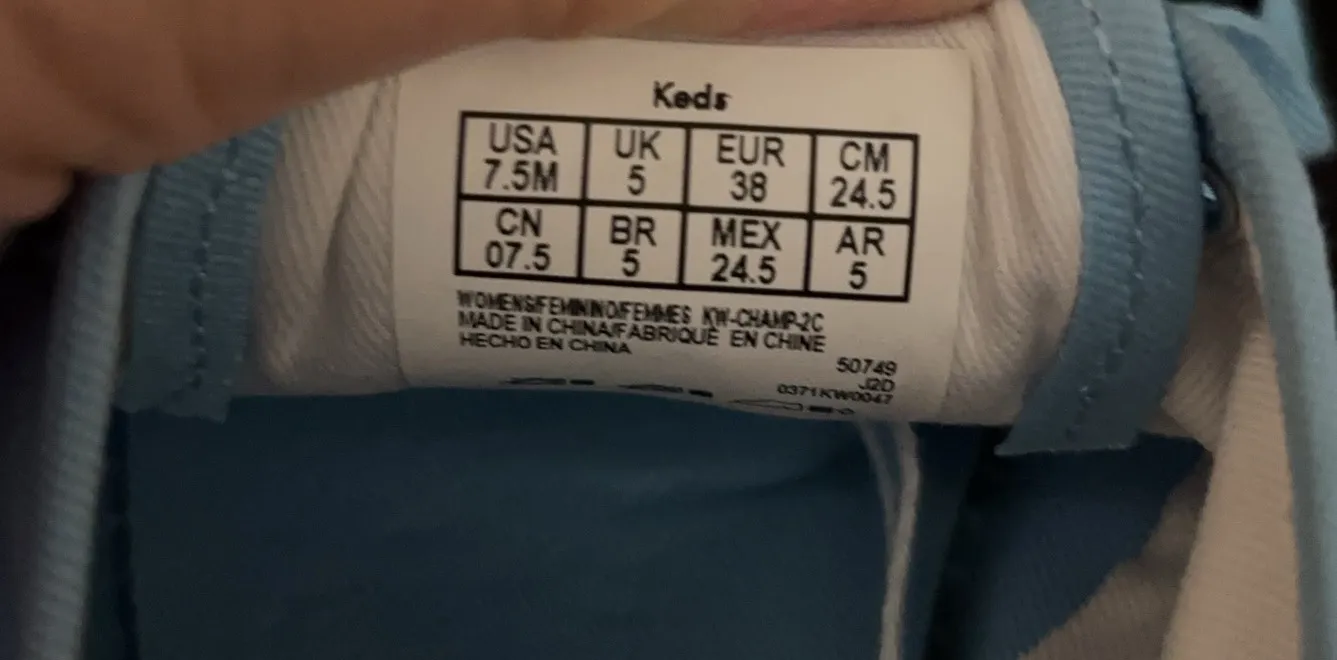 Keds
USA UK EUR CM
7.5M 5 38 24.5
CN BR MEX AR
07.5 5 24.5 5
WOMENS/FEMININO/FEMMES KW-CHAMP-2C
MADE IN CHINA/FABRIQUÉ EN CHINE
HECHO EN CHINA
50749
J2D
0371KW0047